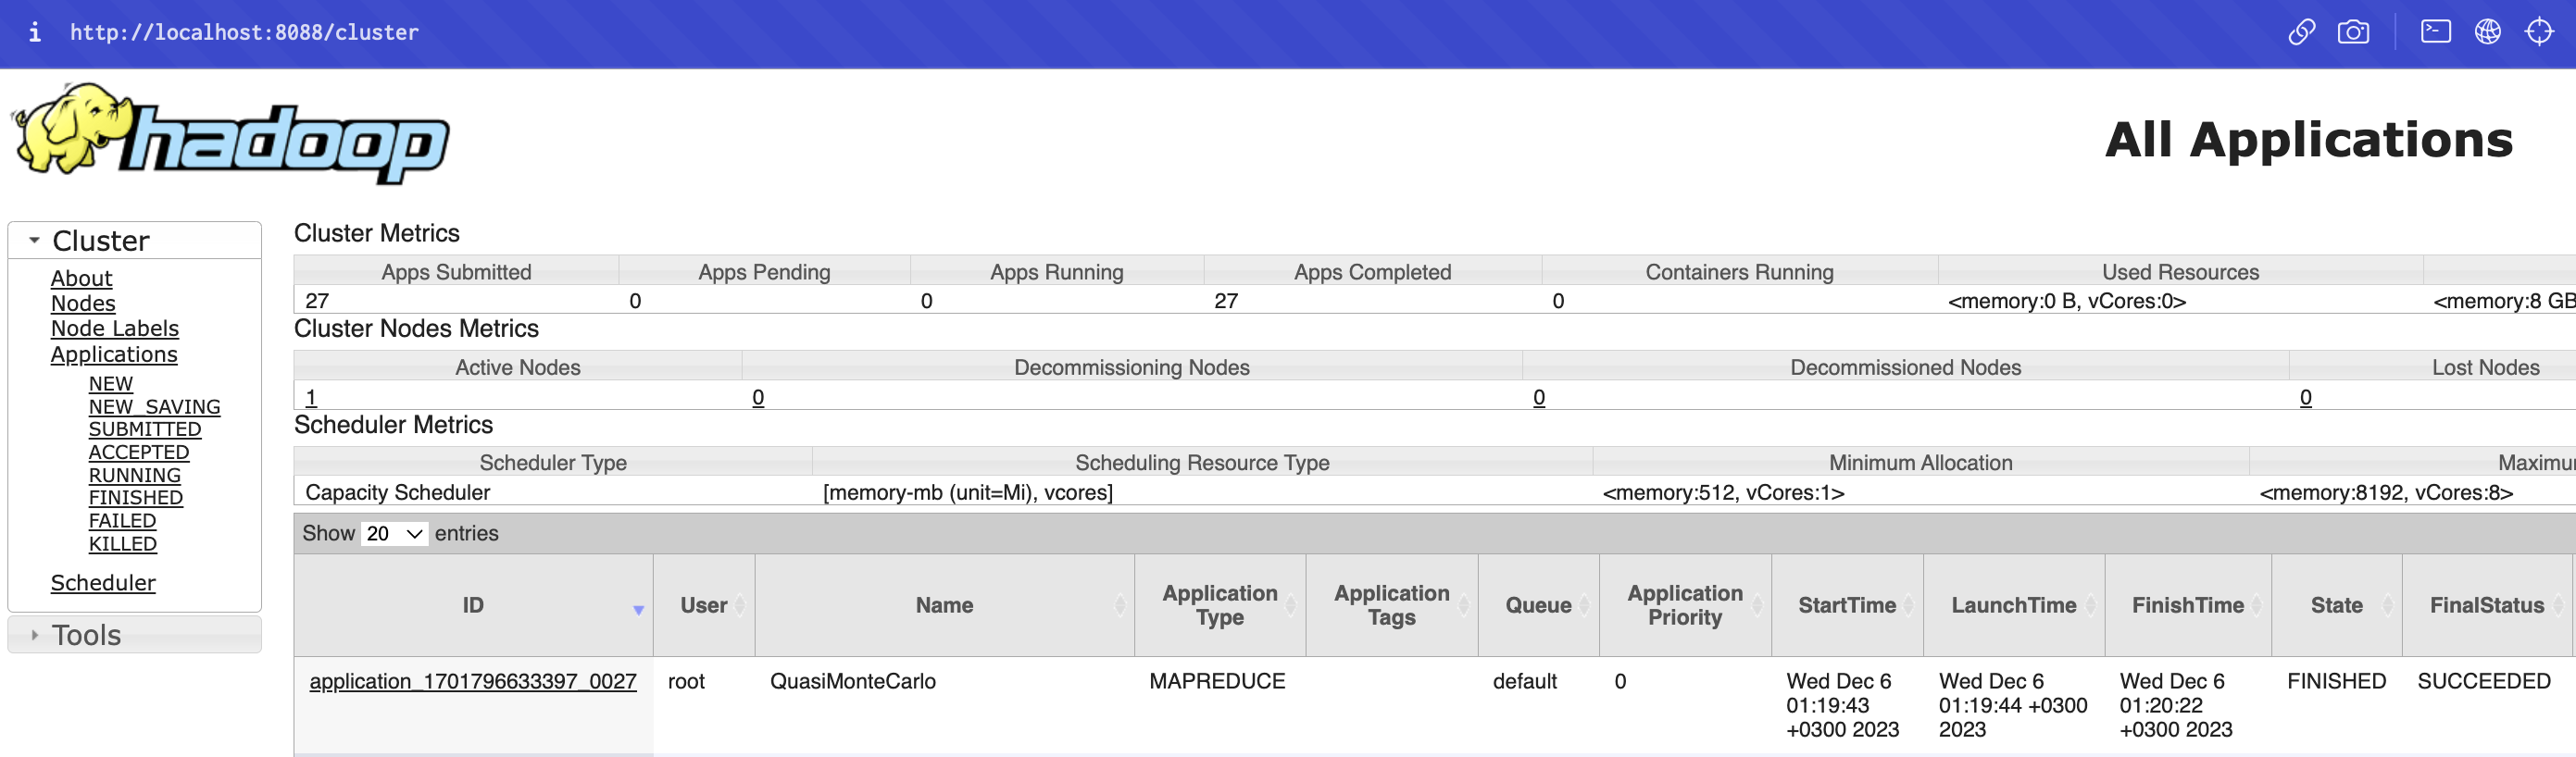 i http://localhost:8088/cluster
hadoop
All Applications
Cluster
About
Nodes
Node Labels
Applications
NEW
NEW_SAVING
SUBMITTED
ACCEPTED
RUNNING
FINISHED
FAILED
KILLED
Scheduler
Tools
Cluster Metrics
Apps Submitted Apps Pending Apps Running Apps Completed Containers Running Used Resources
27 0 0 27 0 <memory:0 B, vCores:0> <memory:8 GB
Cluster Nodes Metrics
Active Nodes Decommissioning Nodes Decommissioned Nodes Lost Nodes
1 0 0 0
Scheduler Metrics
Scheduler Type Scheduling Resource Type Minimum Allocation Maximu
Capacity Scheduler [memory-mb (unit=Mi), vcores] <memory:512, vCores:1> <memory:8192, vCores:8>
Show 20 entries
ID User Name Application Type Application Tags Queue Application Priority StartTime LaunchTime FinishTime State FinalStatus
application_1701796633397_0027 root QuasiMonteCarlo MAPREDUCE default 0 Wed Dec 6 Wed Dec 6 Wed Dec 6 FINISHED SUCCEEDED
01:19:43 01:19:44 +0300 01:20:22
+0300 2023 2023 +0300 2023